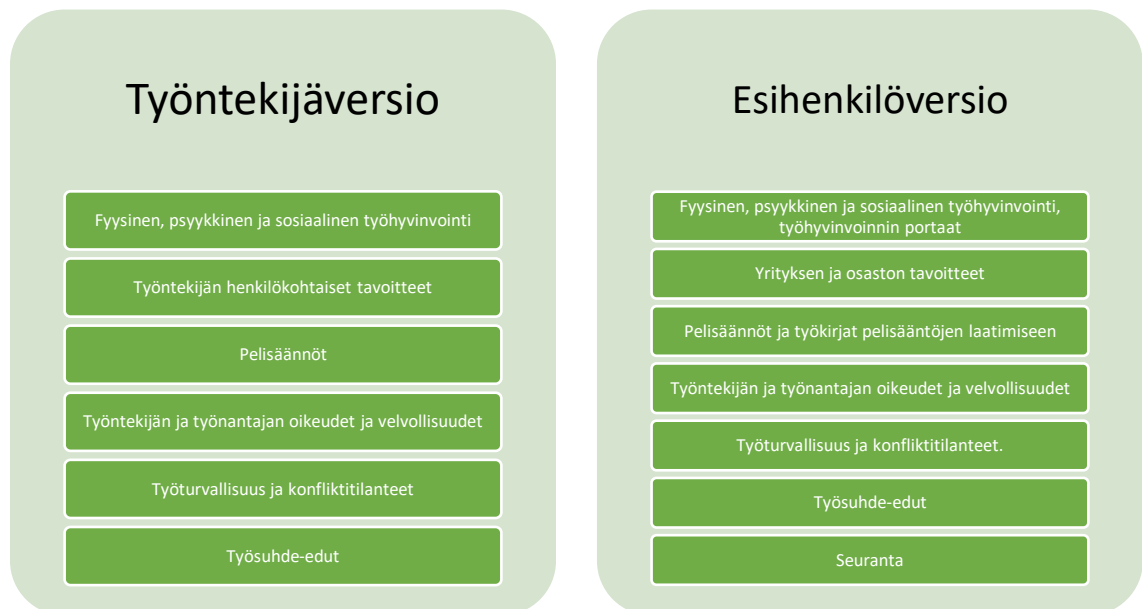 Työntekijäversio
Fyysinen, psyykkinen ja sosiaalinen työhyvinvointi
Työntekijän henkilökohtaiset tavoitteet
Pelisäännöt
Työntekijän ja työnantajan oikeudet ja velvollisuudet
Työturvallisuus ja konfliktitilanteet
Työsuhde-edut
Esihenkilöversio
Fyysinen, psyykkinen ja sosiaalinen työhyvinvointi,
työhyvinvoinnin portaat
Yrityksen ja osaston tavoitteet
Pelisäännöt ja työkirjat pelisääntöjen laatimiseen
Työntekijän ja työnantajan oikeudet ja velvollisuudet
Työturvallisuus ja konfliktitilanteet.
Työsuhde-edut
Seuranta